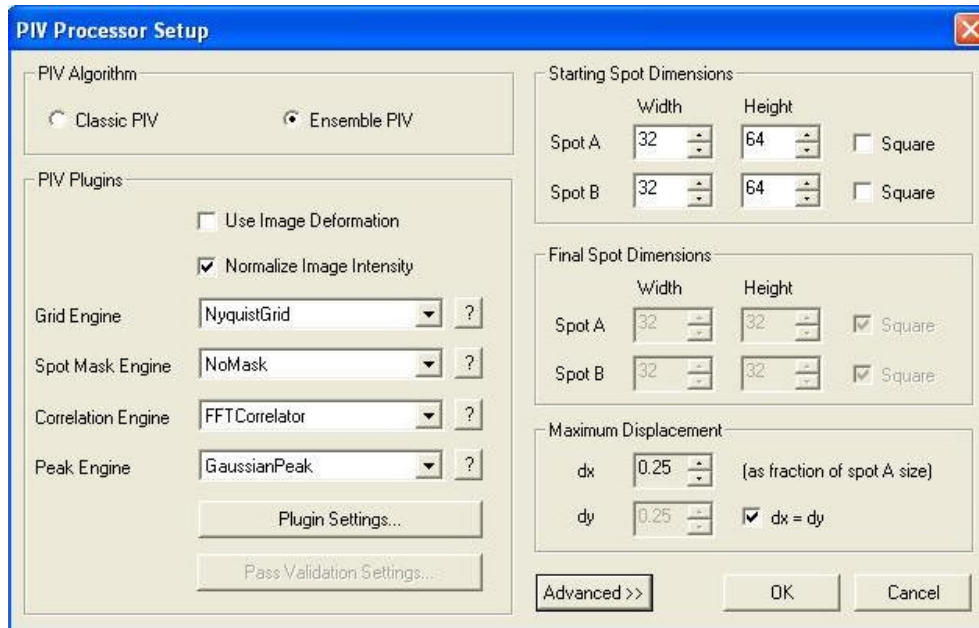 PIV Processor Setup
PIV Algorithm
Classic PIV Ensemble PIV
PIV Plugins
Use Image Deformation
Normalize Image Intensity
Grid Engine NyquistGrid ?
Spot Mask Engine NoMask ?
Correlation Engine FFTCorrelator ?
Peak Engine GaussianPeak ?
Plugin Settings...
Pass Validation Settings...
Starting Spot Dimensions
Width Height
Spot A 32 64 Square
Spot B 32 64 Square
Final Spot Dimensions
Width Height
Spot A 32 32 Square
Spot B 32 32 Square
Maximum Displacement
dx 0.25 (as fraction of spot A size)
dy 0.25 dx = dy
Advanced >> OK Cancel